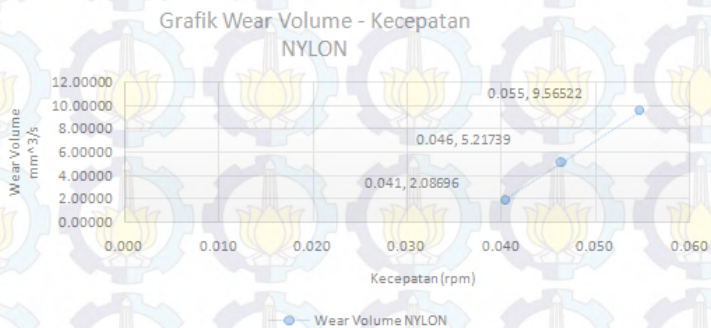 Grafik Wear Volume - Kecepatan
NYLON
Wear Volume
mm^3/s
12.00000
10.00000
8.00000
6.00000
4.00000
2.00000
0.00000
0.055, 9.56522
0.046, 5.21739
0.041, 2.08696
0.000 0.010 0.020 0.030 0.040 0.050 0.060
Kecepatan (rpm)
Wear Volume NYLON